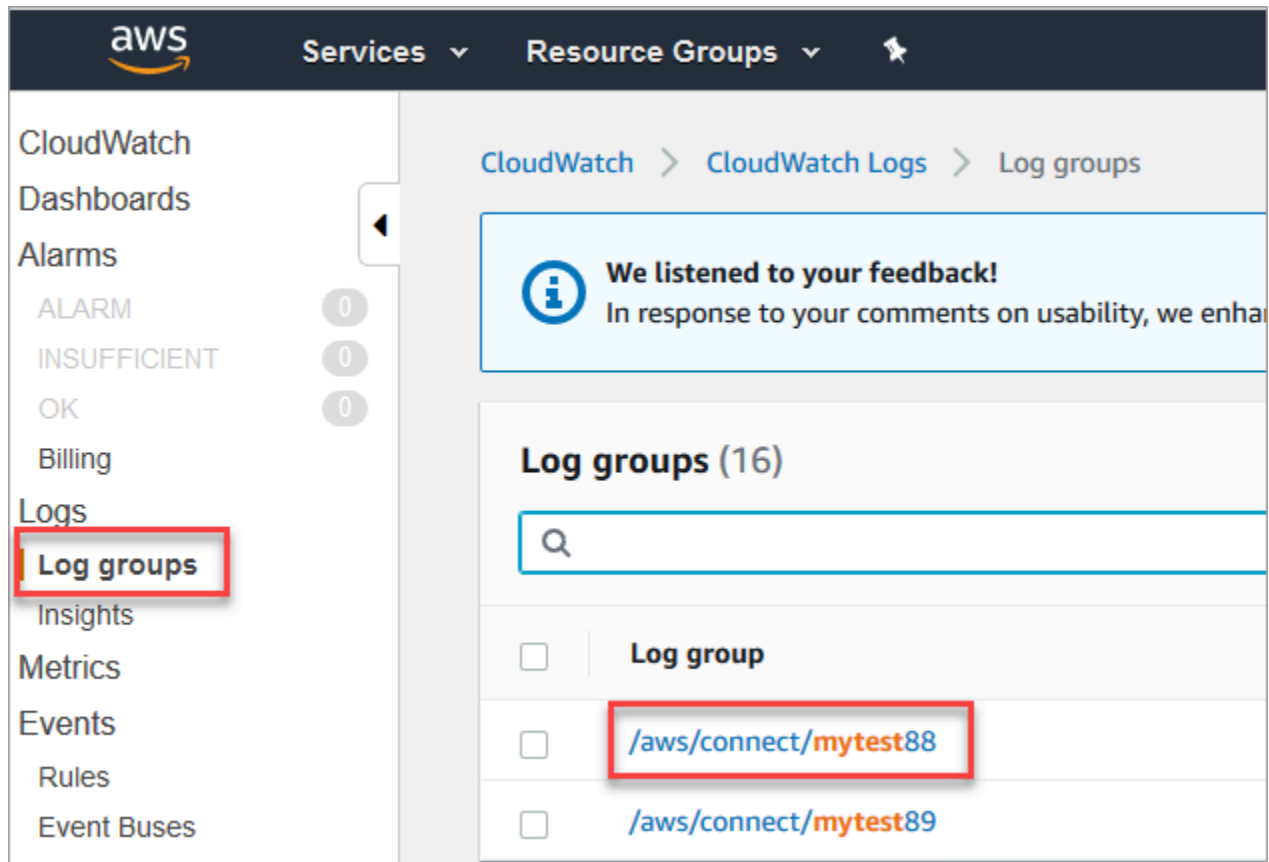 aws
Services
Resource Groups
CloudWatch
Dashboards
Alarms
ALARM 0
INSUFFICIENT 0
OK 0
Billing
Logs
Log groups
Insights
Metrics
Events
Rules
Event Buses
CloudWatch > CloudWatch Logs > Log groups
We listened to your feedback!
In response to your comments on usability, we enha
Log groups (16)
Log group
/aws/connect/mytest88
/aws/connect/mytest89